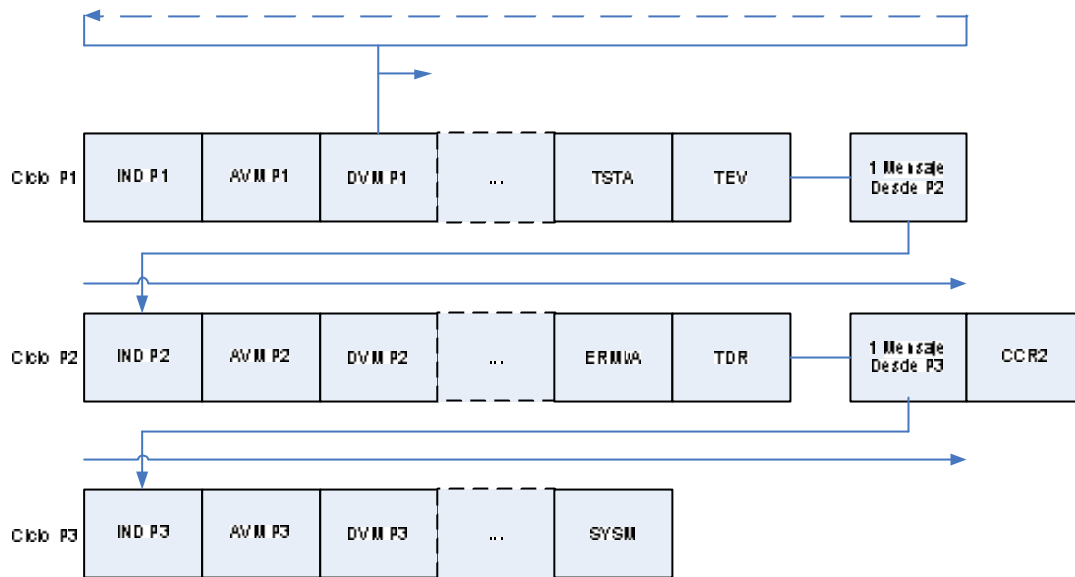 Ciclo P1
IND P1
AVM P1
DVM P1
...
TSTA
TEV
1 Mensaje
Desde P2
Ciclo P2
IND P2
AVM P2
DVM P2
...
ERMWA
TDR
1 Mensaje
Desde P3
CCR2
Ciclo P3
IND P3
AVM P3
DVM P3
...
SYSM